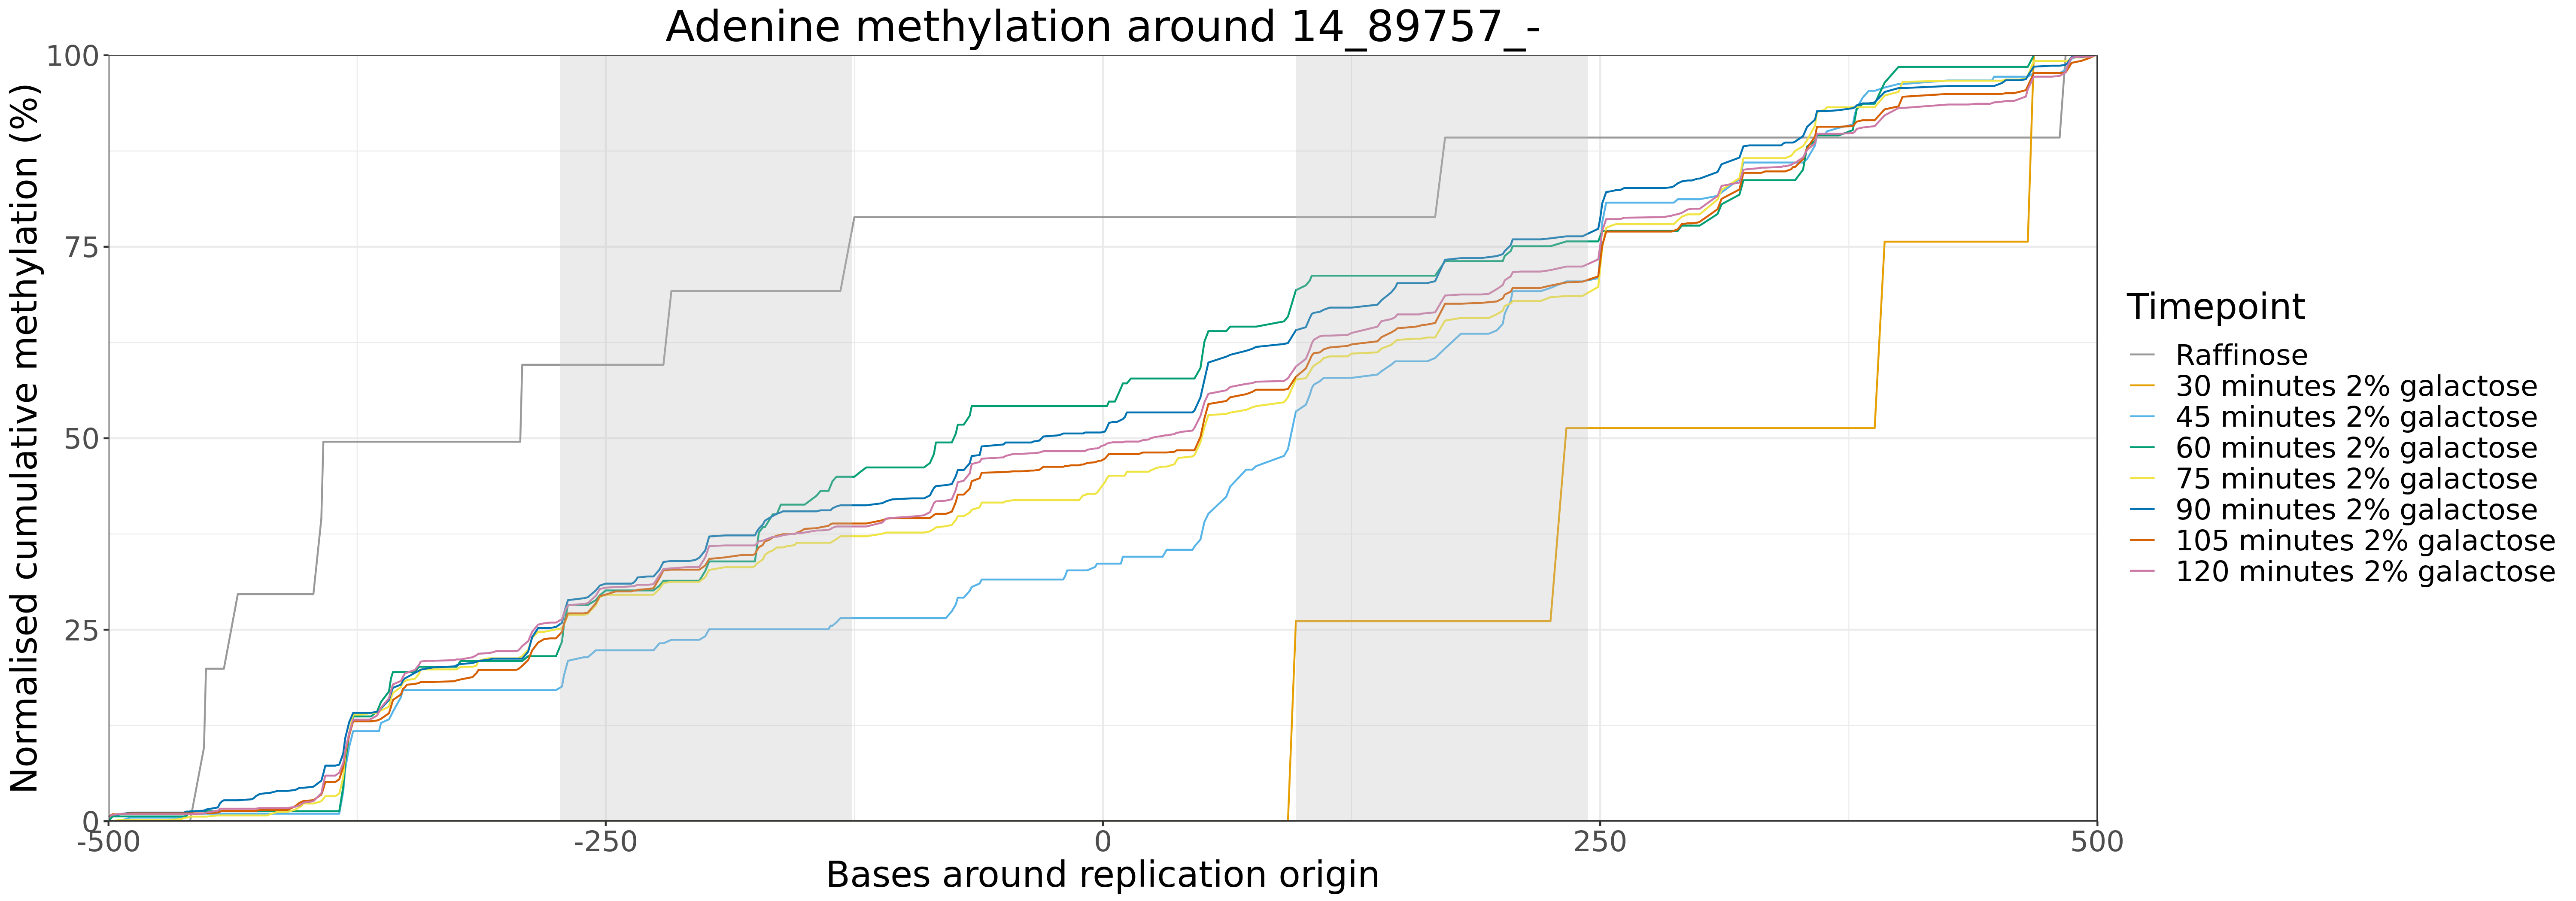 Adenine methylation around 14_89757_-
Normalised cumulative methylation (%)
100
75
50
25
0
-500
-250
0
250
500
Bases around replication origin
Timepoint
Raffinose
30 minutes 2% galactose
45 minutes 2% galactose
60 minutes 2% galactose
75 minutes 2% galactose
90 minutes 2% galactose
105 minutes 2% galactose
120 minutes 2% galactose